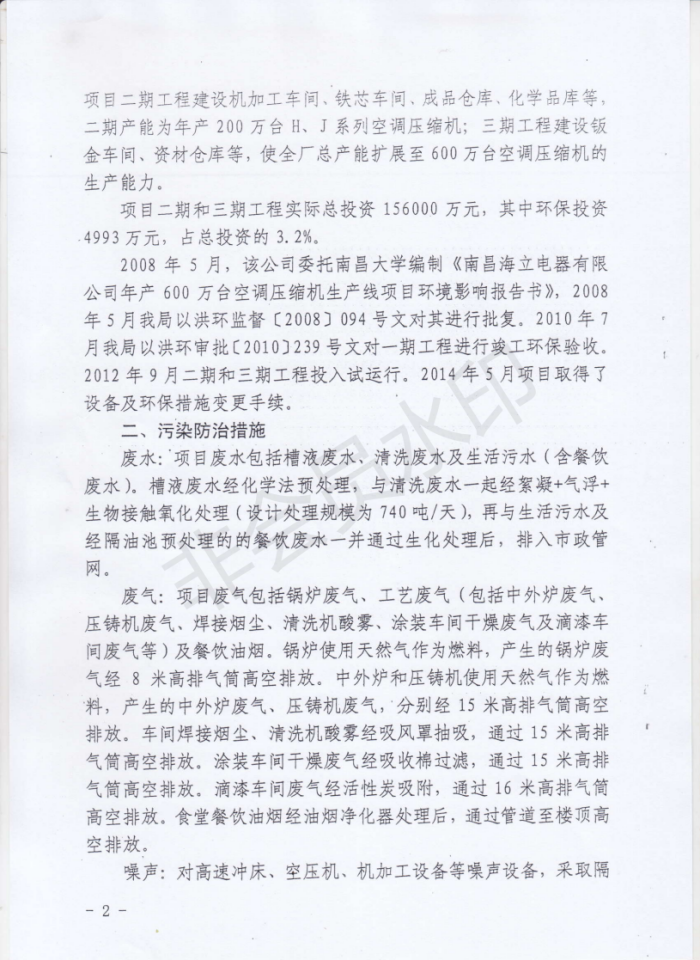 项目二期工程建设机加工车间、铁芯车间、成品仓库、化学品库等，
二期产能为年产 200 万台 H、J 系列空调压缩机；三期工程建设钣
金车间、资材仓库等，使全厂总产能扩展至 600 万台空调压缩机的
生产能力。
项目二期和三期工程实际总投资 156000 万元，其中环保投资
4993 万元，占总投资的 3.2%。
2008 年 5 月，该公司委托南昌大学编制《南昌海立电器有限
公司年产 600 万台空调压缩机生产线项目环境影响报告书》，2008
年 5 月我局以洪环监督〔2008〕094 号文对其进行批复。2010 年 7
月我局以洪环审批〔2010〕239 号文对一期工程进行竣工环保验收。
2012 年 9 月二期和三期工程投入试运行。2014 年 5 月项目取得了
设备及环保措施变更手续。
二、污染防治措施
废水：项目废水包括槽液废水、清洗废水及生活污水（含餐饮
废水）。槽液废水经化学法预处理，与清洗废水一起经絮凝+气浮+
生物接触氧化处理（设计处理规模为 740 吨/天），再与生活污水及
经隔油池预处理的的餐饮废水一并通过生化处理后，排入市政管
网。
废气：项目废气包括锅炉废气、工艺废气（包括中外炉废气、
压铸机废气、焊接烟尘、清洗机酸雾、涂装车间干燥废气及滴漆车
间废气等）及餐饮油烟。锅炉使用天然气作为燃料，产生的锅炉废
气经 8 米高排气筒高空排放。中外炉和压铸机使用天然气作为燃
料，产生的中外炉废气、压铸机废气，分别经 15 米高排气筒高空
排放。车间焊接烟尘、清洗机酸雾经吸风罩抽吸，通过 15 米高排
气筒高空排放。涂装车间干燥废气经吸收棉过滤，通过 15 米高排
气筒高空排放。滴漆车间废气经活性炭吸附，通过 16 米高排气筒
高空排放。食堂餐饮油烟经油烟净化器处理后，通过管道至楼顶高
空排放。
噪声：对高速冲床、空压机、机加工设备等噪声设备，采取隔
- 2 -
非会员水印